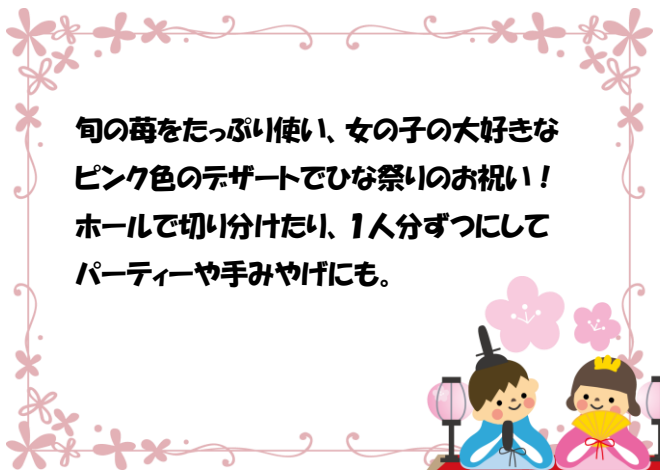 旬の苺をたっぷり使い、女の子の大好きな
ピンク色のデザートでひな祭りのお祝い！
ホールで切り分けたり、1人分ずつにして
パーティーや手みやげにも。